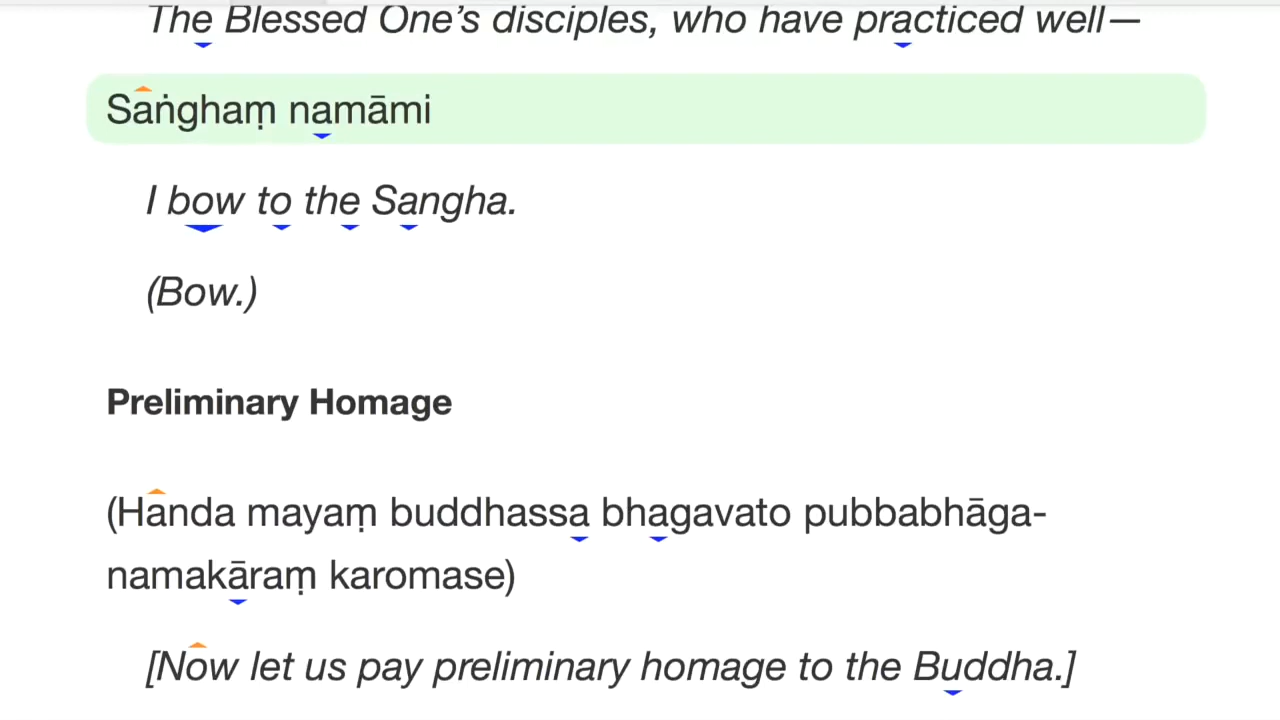 The Blessed One’s disciples, who have practiced well—
Saṅghaṃ namāmi
I bow to the Sangha.
(Bow.)
Preliminary Homage
(Handa mayaṃ buddhassa bhagavato pubbabhāga-
namakāraṃ karomase)
[Now let us pay preliminary homage to the Buddha.]